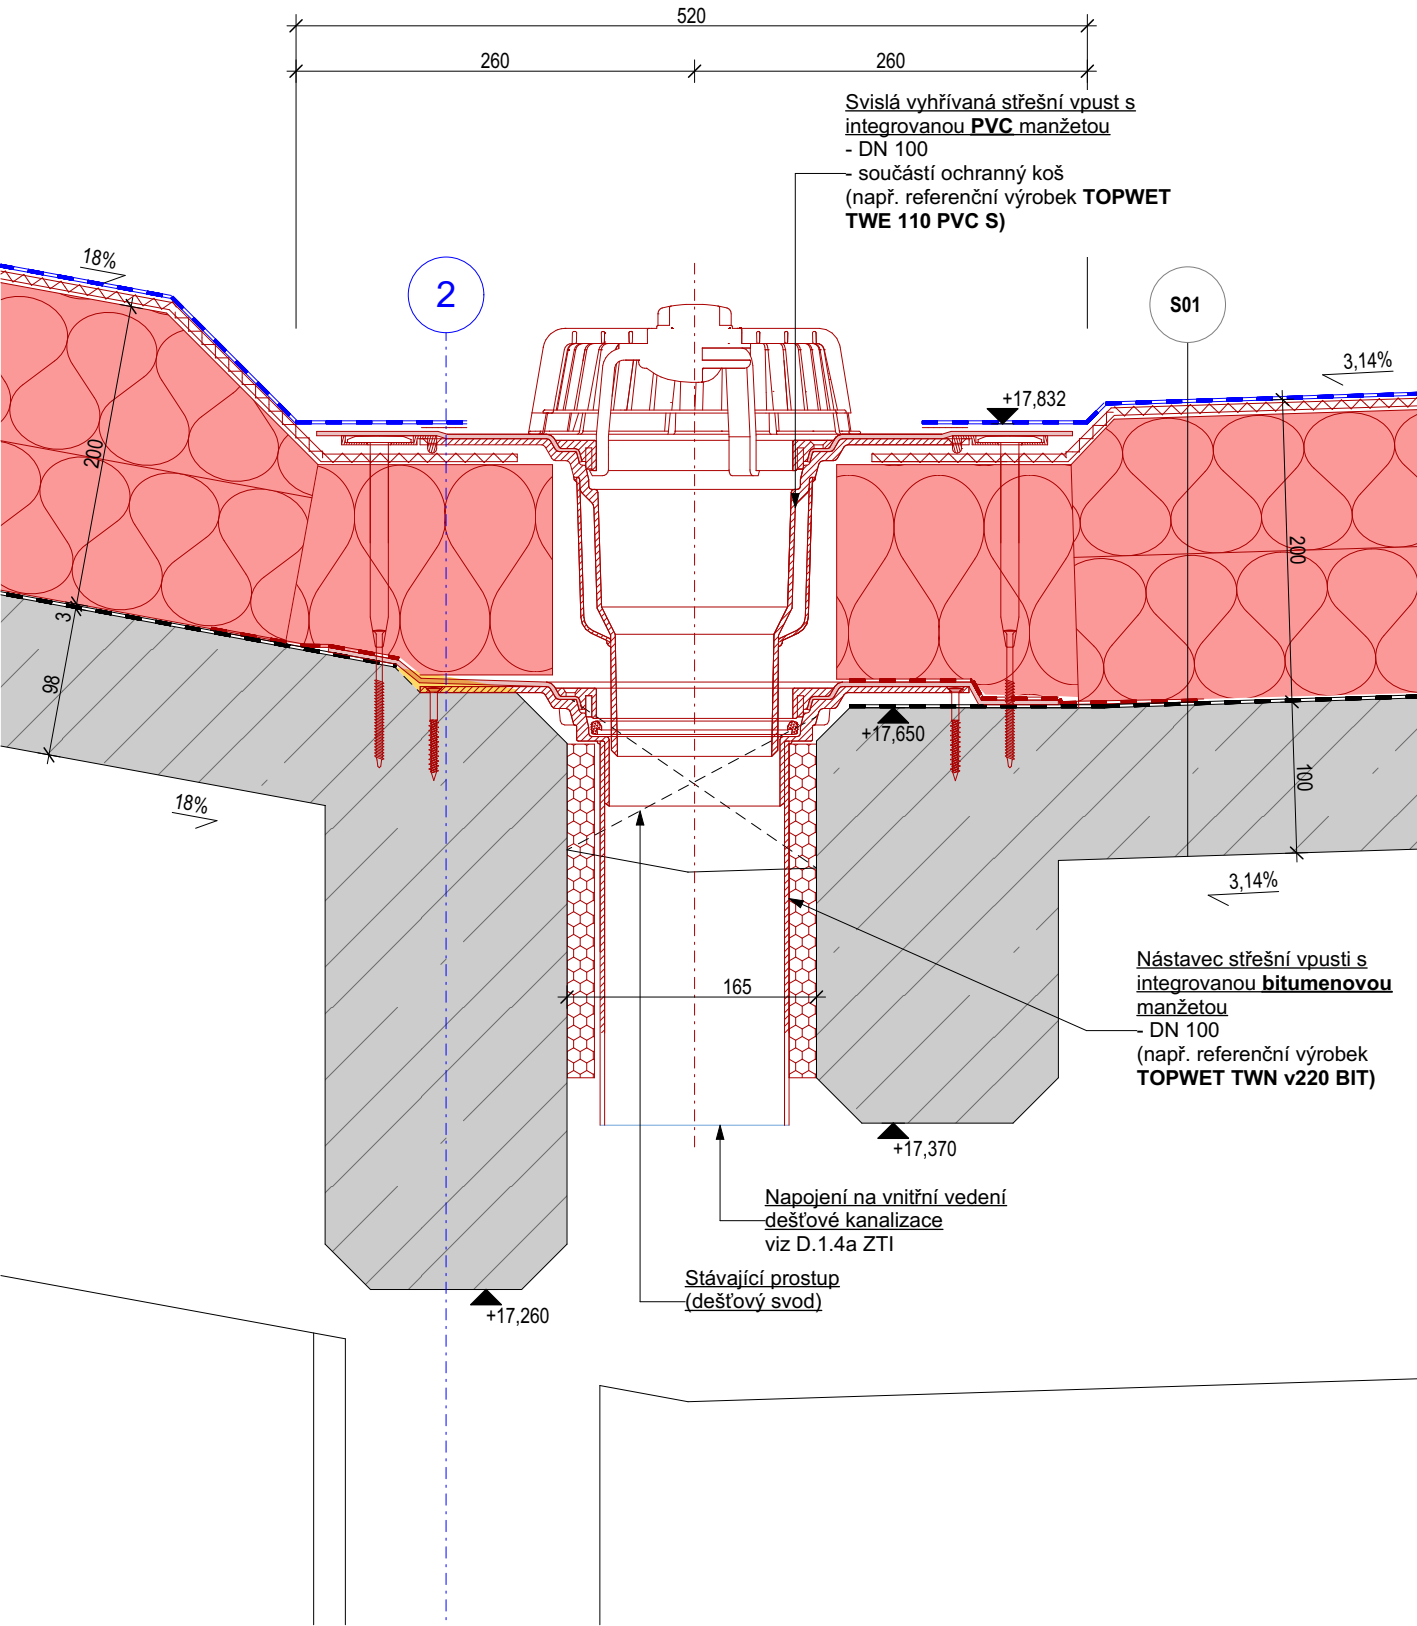 520
260
260
Svislá vyhřívaná střešní vpust s
integrovanou PVC manžetou
- DN 100
- součástí ochranný koš
(např. referenční výrobek TOPWET
TWE 110 PVC S)
18%
2
S01
3,14%
+17,832
200
200
3
98
+17,650
100
18%
3,14%
Nástavec střešní vpusti s
integrovanou bitumenovou
manžetou
- DN 100
(např. referenční výrobek
TOPWET TWN v220 BIT)
165
+17,370
Napojení na vnitřní vedení
dešťové kanalizace
viz D.1.4a ZTI
Stávající prostup
(dešťový svod)
+17,260